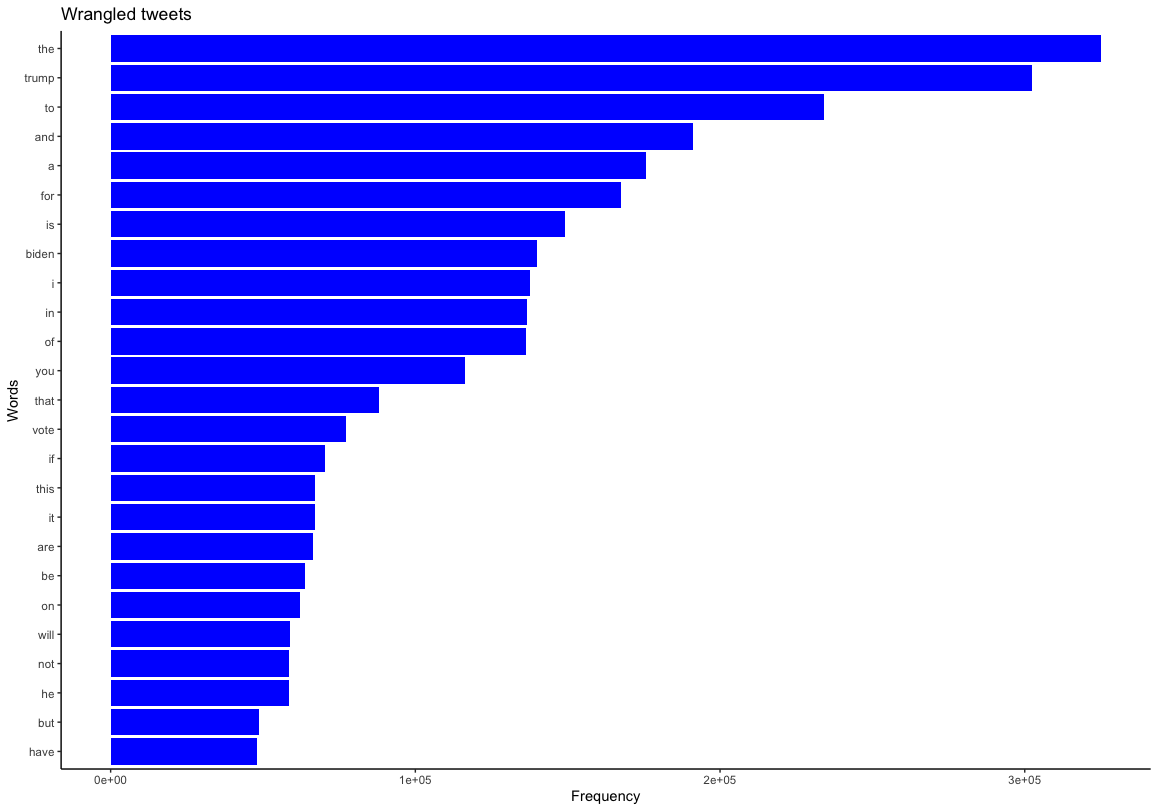 Wrangled tweets
the
trump
to
and
a
for
is
biden
i
in
of
you
that
vote
if
this
it
are
be
on
will
not
he
but
have
Words
0e+00 1e+05 2e+05 3e+05
Frequency